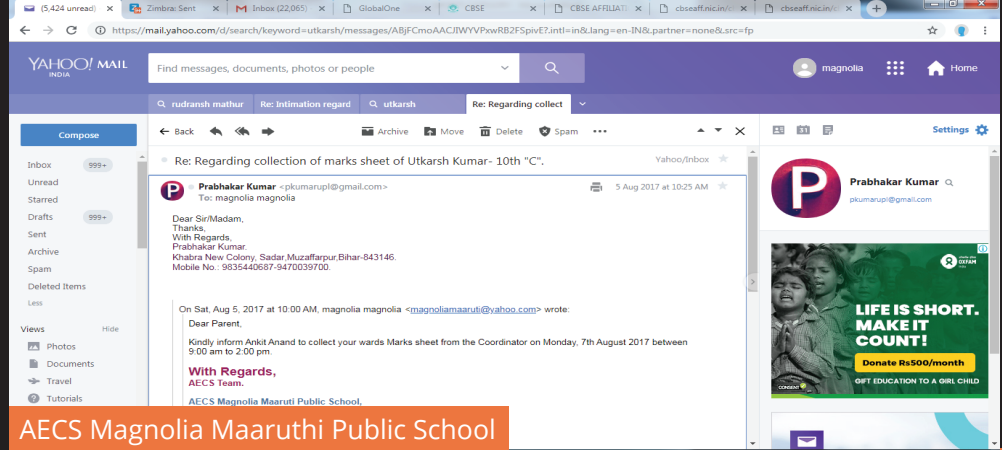 (5,424 unread)
Zimbra: Sent
Inbox (22,065)
GlobalOne
CBSE
CBSE AFFILIAT
cbseaff.nic.in/c
cbseaff.nic.in/c
https://mail.yahoo.com/d/search/keyword=utkarsh/messages/ABjFCmoAACJIWYVPxwRB2FSpivE?.intl=in&.lang=en-IN&.partner=none&.src=fp
YAHOO! MAIL
INDIA
Find messages, documents, photos or people
magnolia
Home
rudransh mathur
Re: Intimation regard
utkarsh
Re: Regarding collect
Compose
Back
Archive
Move
Delete
Spam
Settings
Inbox 999+
Unread
Starred
Drafts 999+
Sent
Archive
Spam
Deleted Items
Less
Views Hide
Photos
Documents
Travel
Tutorials
Re: Regarding collection of marks sheet of Utkarsh Kumar- 10th "C".
Yahoo/Inbox
P
Prabhakar Kumar <pkumarupl@gmail.com>
5 Aug 2017 at 10:25 AM
To: magnolia magnolia
Dear Sir/Madam,
Thanks,
With Regards,
Prabhakar Kumar.
Khabra New Colony, Sadar,Muzaffarpur,Bihar-843146.
Mobile No.: 9835440687-9470039700.
On Sat, Aug 5, 2017 at 10:00 AM, magnolia magnolia <magnoliamaaruti@yahoo.com> wrote:
Dear Parent,
Kindly inform Ankit Anand to collect your wards Marks sheet from the Coordinator on Monday, 7th August 2017 between
9:00 am to 2:00 pm.
With Regards,
AECS Team.
AECS Magnolia Maaruti Public School,
P
Prabhakar Kumar
pkumarupl@gmail.com
OXFAM
LIFE IS SHORT.
MAKE IT
COUNT!
Donate Rs500/month
GIFT EDUCATION TO A GIRL CHILD
CONSENT
AECS Magnolia Maaruthi Public School